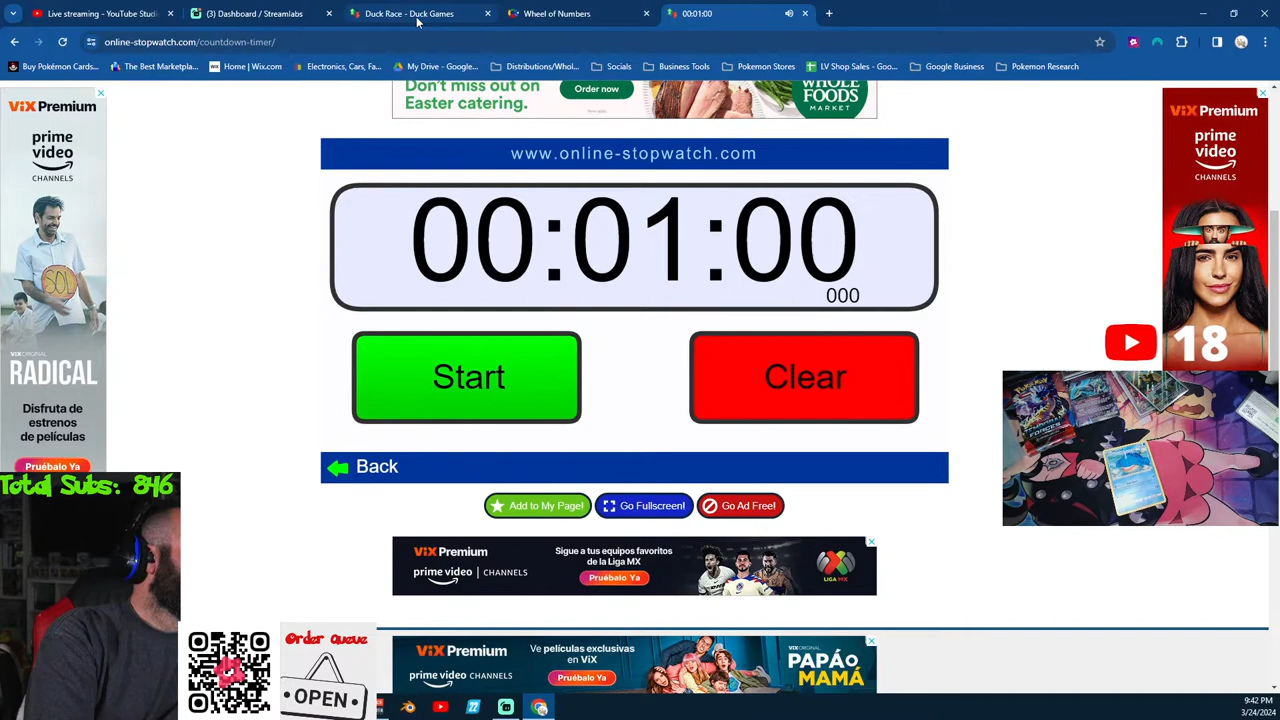 Live streaming - YouTube Studi
(3) Dashboard / Streamlabs
Duck Race - Duck Games
Wheel of Numbers
00:01:00
online-stopwatch.com/countdown-timer/
Buy Pokemon Cards...
The Best Marketpla...
Home | Wix.com
Electronics, Cars, Fa...
My Drive - Google...
Distributions/Whol...
Socials
Business Tools
Pokemon Stores
LV Shop Sales - Goo...
Google Business
Pokemon Research
Don't miss out on
Easter catering.
Order now
WHOLE
FOODS
MARKET
ViX Premium
prime
video
CHANNELS
SOL
VIX ORIGINAL
RADICAL
Disfruta de
estrenos
de películas
Pruébalo Ya
www.online-stopwatch.com
00:01:00
000
Start
Clear
Back
Add to My Page!
Go Fullscreen!
Go Ad Free!
ViX Premium
prime video | CHANNELS
Sigue a tus equipos favoritos
de la Liga MX
Pruébalo Ya
LIGA MX
ViX Premium
prime video | CHANNELS
Ve películas exclusivas
en ViX
Pruébalo Ya
VIX ORIGINAL
PAPÁ o
MAMÁ
ViX Premium
prime
video
CHANNELS
18
FORCES
Total Subs: 846
Order Queue
OPEN
9:42 PM
3/24/2024